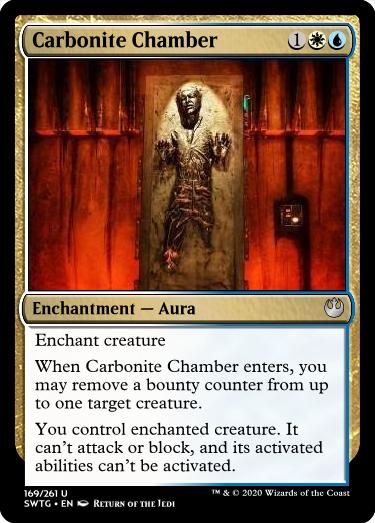 Carbonite Chamber 1
Enchantment — Aura
Enchant creature
When Carbonite Chamber enters, you
may remove a bounty counter from up
to one target creature.
You control enchanted creature. It
can't attack or block, and its activated
abilities can't be activated.
169/261 U
SWTG • EN Return of the Jedi
™ & © 2020 Wizards of the Coast